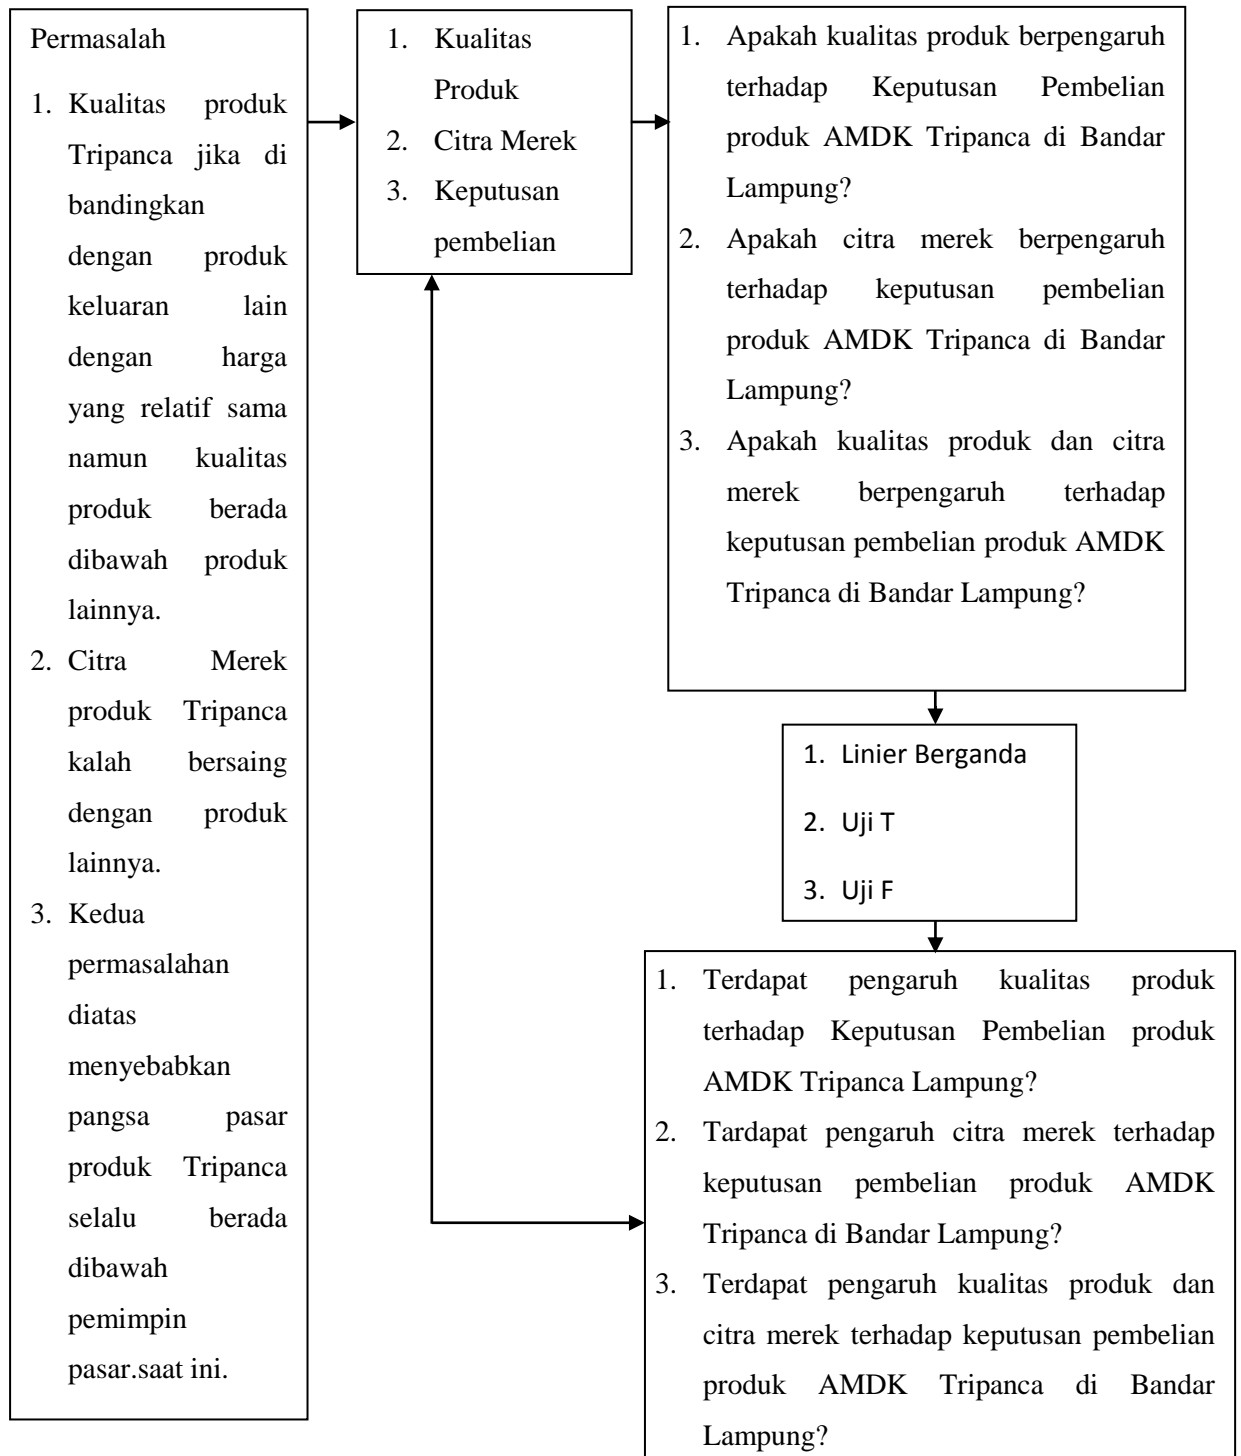 Permasalah
1. Kualitas produk
Tripanca jika di
bandingkan
dengan produk
keluaran lain
dengan harga
yang relatif sama
namun kualitas
produk berada
dibawah produk
lainnya.
2. Citra Merek
produk Tripanca
kalah bersaing
dengan produk
lainnya.
3. Kedua
permasalahan
diatas
menyebabkan
pangsa pasar
produk Tripanca
selalu berada
dibawah
pemimpin
pasar.saat ini.
1. Kualitas
Produk
2. Citra Merek
3. Keputusan
pembelian
1. Apakah kualitas produk berpengaruh
terhadap Keputusan Pembelian
produk AMDK Tripanca di Bandar
Lampung?
2. Apakah citra merek berpengaruh
terhadap keputusan pembelian
produk AMDK Tripanca di Bandar
Lampung?
3. Apakah kualitas produk dan citra
merek berpengaruh terhadap
keputusan pembelian produk AMDK
Tripanca di Bandar Lampung?
1. Linier Berganda
2. Uji T
3. Uji F
1. Terdapat pengaruh kualitas produk
terhadap Keputusan Pembelian produk
AMDK Tripanca Lampung?
2. Tardapat pengaruh citra merek terhadap
keputusan pembelian produk AMDK
Tripanca di Bandar Lampung?
3. Terdapat pengaruh kualitas produk dan
citra merek terhadap keputusan pembelian
produk AMDK Tripanca di Bandar
Lampung?